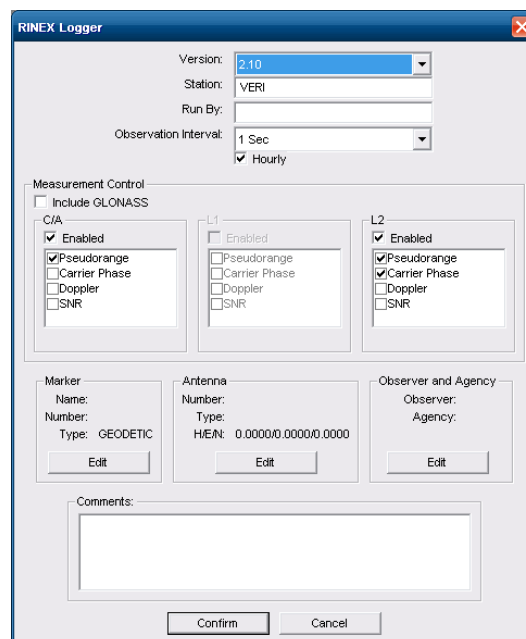 RINEX Logger
Version: 2.10
Station: VERI
Run By:
Observation Interval: 1 Sec
Hourly
Measurement Control
Include GLONASS
C/A
Enabled
Pseudorange
Carrier Phase
Doppler
SNR
L1
Enabled
Pseudorange
Carrier Phase
Doppler
SNR
L2
Enabled
Pseudorange
Carrier Phase
Doppler
SNR
Marker
Name:
Number:
Type: GEODETIC
Edit
Antenna
Number:
Type:
H/E/N: 0.0000/0.0000/0.0000
Edit
Observer and Agency
Observer:
Agency:
Edit
Comments:
Confirm
Cancel